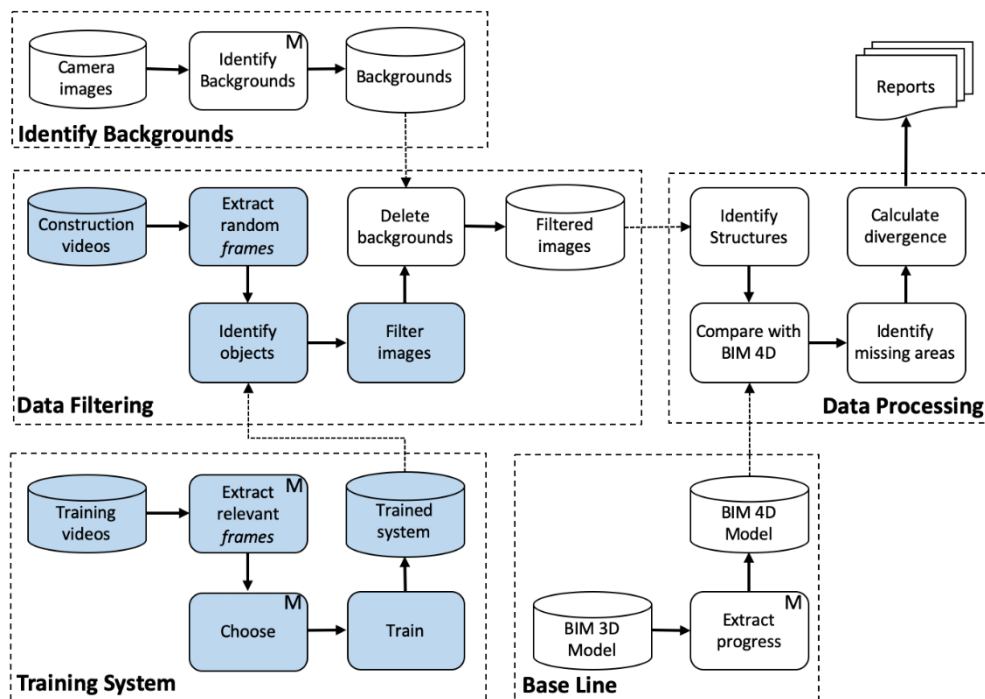 M
Camera
images
Identify
Backgrounds
Backgrounds
Identify Backgrounds
Reports
Construction
videos
Extract
random
frames
Delete
backgrounds
Filtered
images
Identify
objects
Filter
images
Data Filtering
Identify
Structures
Calculate
divergence
Compare with
BIM 4D
Identify
missing areas
Data Processing
Training
videos
M
Extract
relevant
frames
Trained
system
M
Choose
Train
Training System
BIM 4D
Model
BIM 3D
Model
M
Extract
progress
Base Line